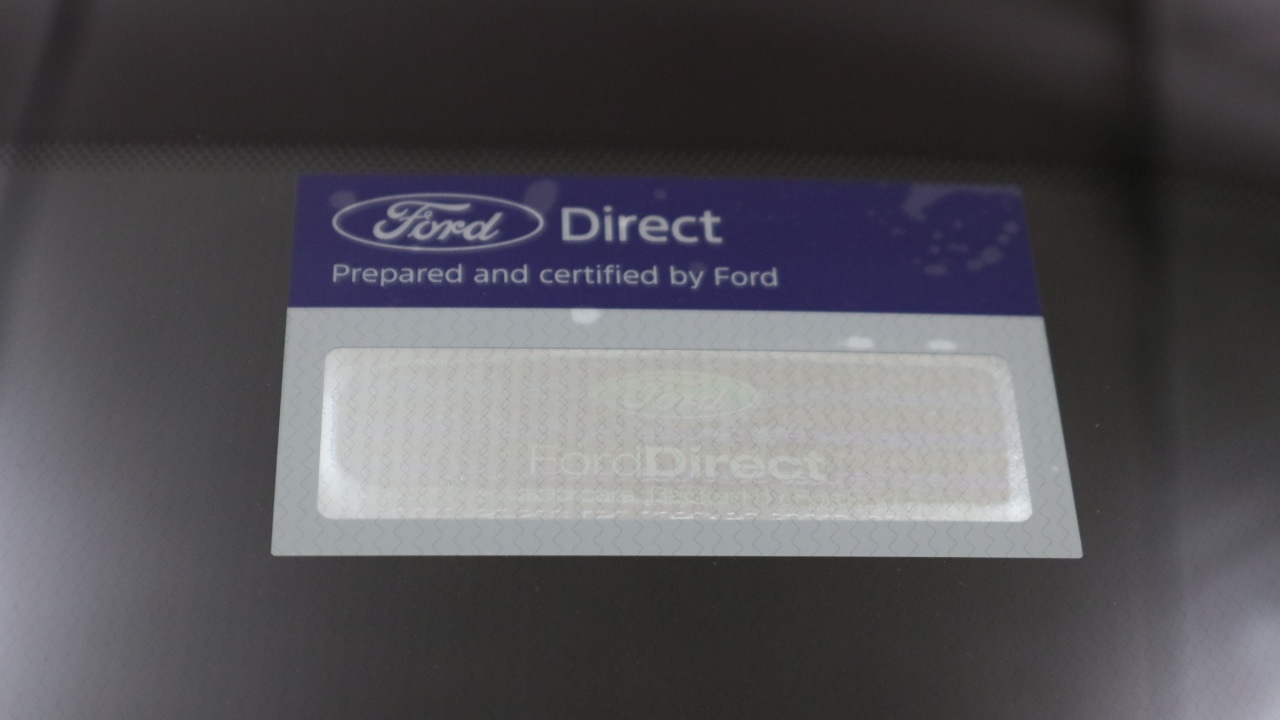 Ford Direct
Prepared and certified by Ford
Ford
FordDirect